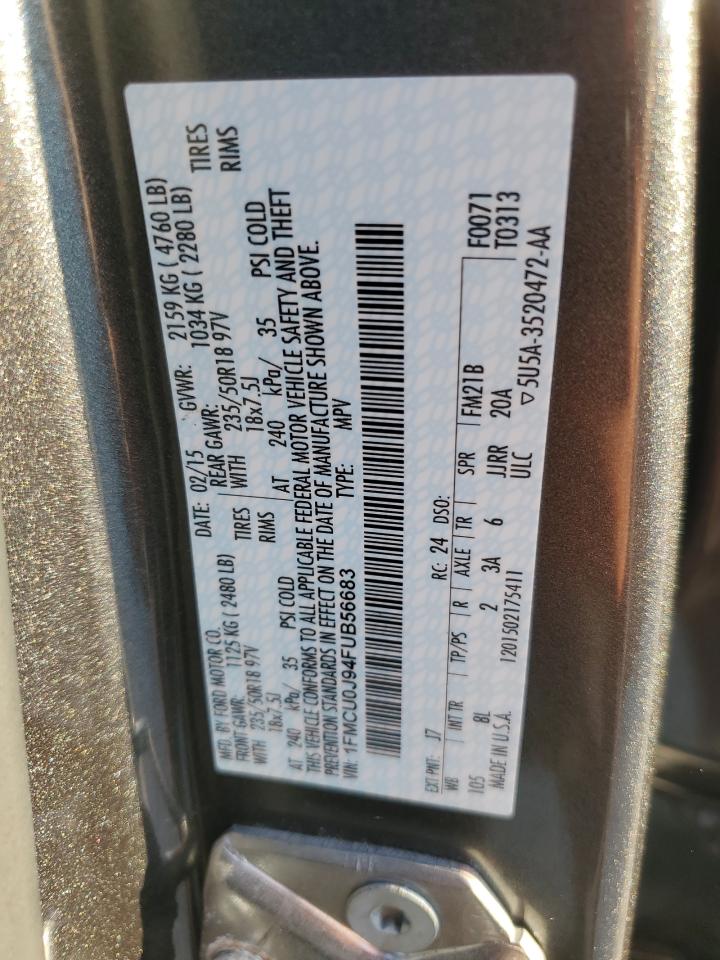 MFD. BY FORD MOTOR CO. DATE: 02/15 GVWR: 2159 KG ( 4760 LB)
FRONT GAWR: 1125 KG ( 2480 LB) REAR GAWR: 1034 KG ( 2280 LB)
WITH 235/50R18 97V TIRES WITH 235/50R18 97V TIRES
18x7.5J RIMS 18x7.5J RIMS
AT 240 kPa/ 35 PSI COLD AT 240 kPa/ 35 PSI COLD
THIS VEHICLE CONFORMS TO ALL APPLICABLE FEDERAL MOTOR VEHICLE SAFETY AND THEFT
PREVENTION STANDARDS IN EFFECT ON THE DATE OF MANUFACTURE SHOWN ABOVE.
VIN: 1FMCU0J94FUB56683 TYPE: MPV
EXT PNT: J7 RC: 24 DSO: F0071
WB INT TR TP/PS R AXLE TR SPR FM21B T0313
105 8L 2 3A 6 JJRR 20A
MADE IN U.S.A. 1201502175411 ULC ▽5U5A-3520472-AA